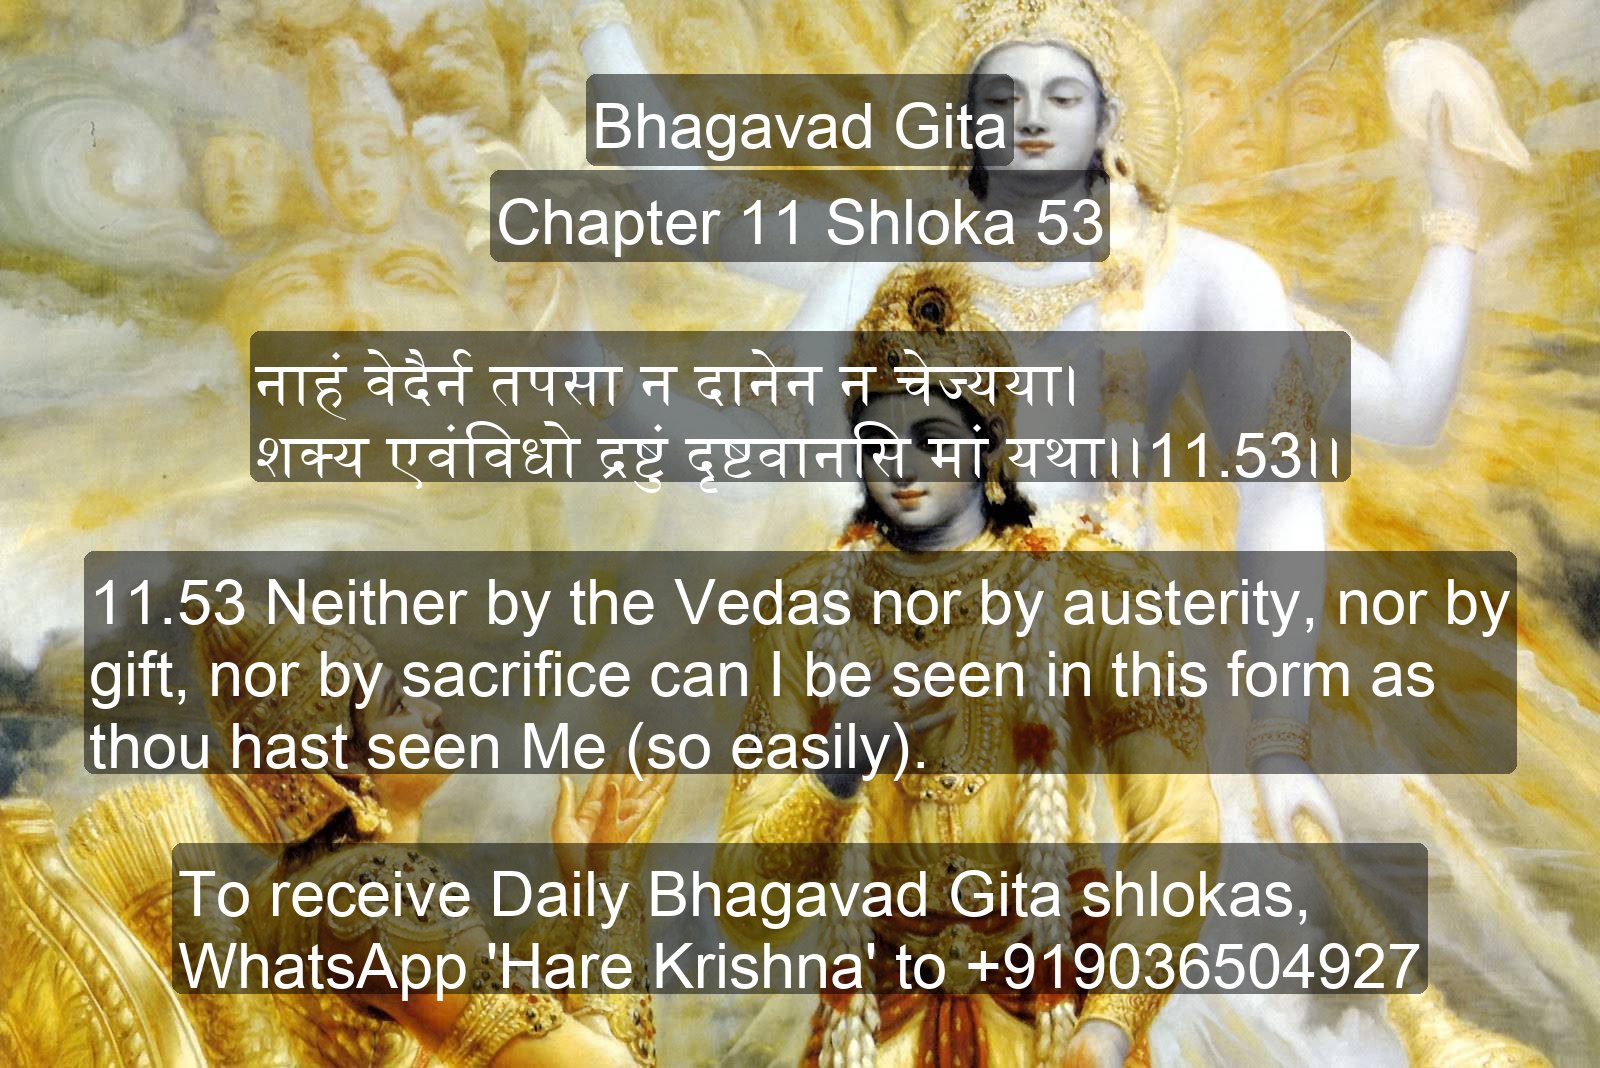 Bhagavad Gita
Chapter 11 Shloka 53
नाहं वेदैर्न तपसा न दानेन न चेज्यया।
शक्य एवंविधो द्रष्टुं दृष्टवानसि मां यथा।।11.53।।
11.53 Neither by the Vedas nor by austerity, nor by
gift, nor by sacrifice can I be seen in this form as
thou hast seen Me (so easily).
To receive Daily Bhagavad Gita shlokas,
WhatsApp 'Hare Krishna' to +919036504927